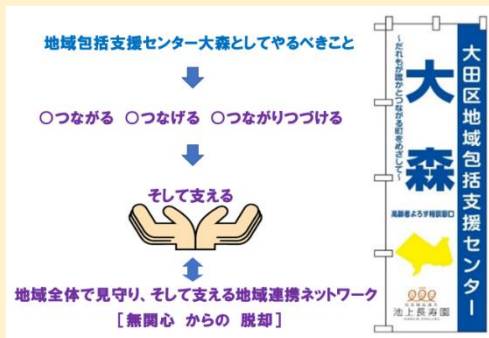 地域包括支援センター大森としてやるべきこと
○つながる ○つなげる ○つながりつづける
そして支える
地域全体で見守り、そして支える地域連携ネットワーク
[無関心 からの 脱却]
大田区地域包括支援センター
大森
~だれもが誰かとつながる町をめざして~
高齢者よろず相談窓口
池上長寿園